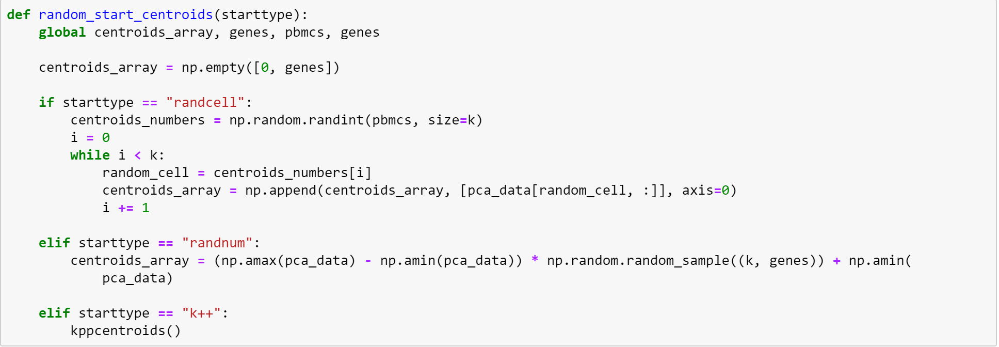 def random_start_centroids(starttype):
    global centroids_array, genes, pbmcs, genes

    centroids_array = np.empty([0, genes])

    if starttype == "randcell":
        centroids_numbers = np.random.randint(pbmcs, size=k)
        i = 0
        while i < k:
            random_cell = centroids_numbers[i]
            centroids_array = np.append(centroids_array, [pca_data[random_cell, :]], axis=0)
            i += 1

    elif starttype == "randnum":
        centroids_array = (np.amax(pca_data) - np.amin(pca_data)) * np.random.random_sample((k, genes)) + np.amin(
            pca_data)

    elif starttype == "k++":
        kppcentroids()